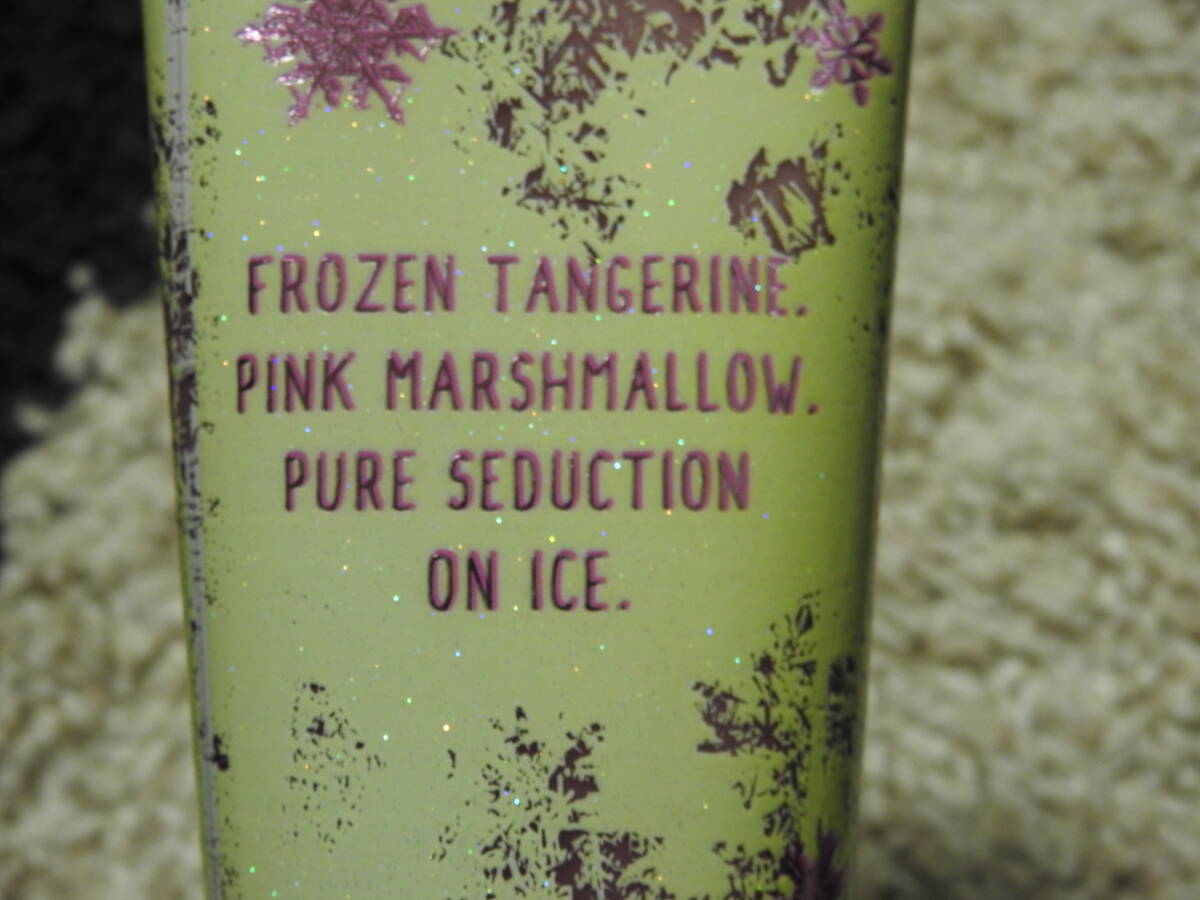 FROZEN TANGERINE.
PINK MARSHMALLOW.
PURE SEDUCTION
ON ICE.